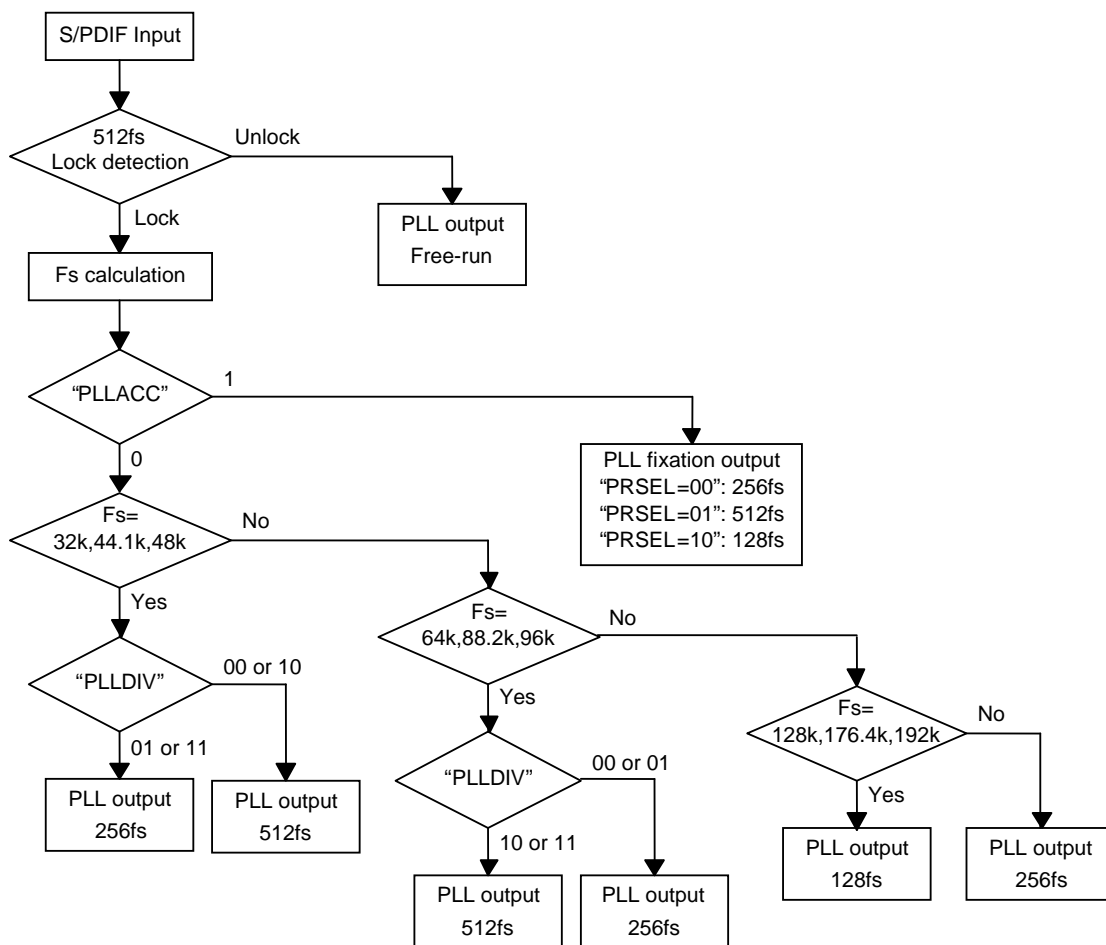 S/PDIF Input
512fs
Lock detection
Unlock
Lock
PLL output
Free-run
Fs calculation
“PLLACC”
1
0
PLL fixation output
“PRSEL=00”: 256fs
“PRSEL=01”: 512fs
“PRSEL=10”: 128fs
Fs=
32k,44.1k,48k
No
Yes
Fs=
64k,88.2k,96k
No
Yes
“PLLDIV”
00 or 10
01 or 11
Fs=
128k,176.4k,192k
No
Yes
“PLLDIV”
00 or 01
10 or 11
PLL output
256fs
PLL output
512fs
PLL output
128fs
PLL output
256fs
PLL output
512fs
PLL output
256fs